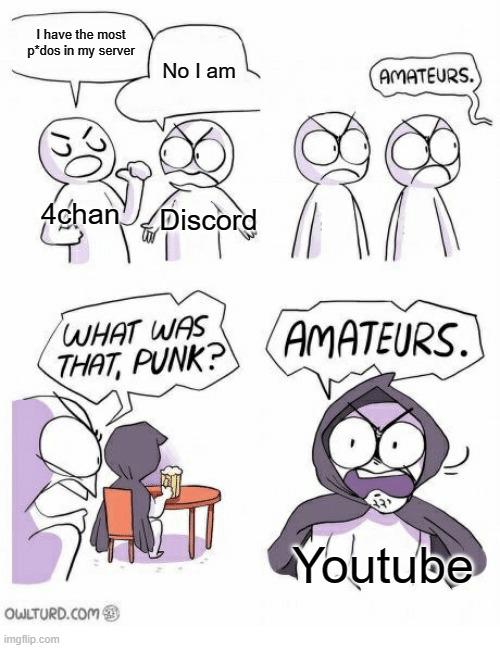 I have the most
p*dos in my server
No I am
AMATEURS.
4chan
Discord
WHAT WAS
THAT, PUNK?
AMATEURS.
Youtube
OWLTURD.COM
imgflip.com